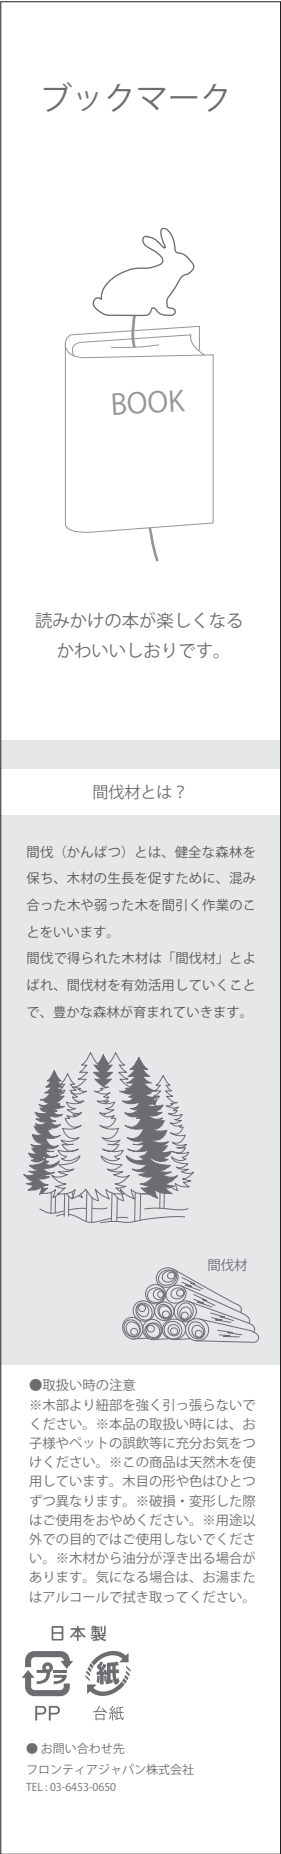 ブックマーク
BOOK
読みかけの本が楽しくなる
かわいいしおりです。
間伐材とは？
間伐（かんばつ）とは、健全な森林を
保ち、木材の生長を促すために、混み
合った木や弱った木を間引く作業のこ
とをいいます。
間伐で得られた木材は「間伐材」とよ
ばれ、間伐材を有効活用していくこと
で、豊かな森林が育まれていきます。
間伐材
●取扱い時の注意
※木部より紐部を強く引っ張らないで
ください。※本品の取扱い時には、お
子様やペットの誤飲等に充分お気をつ
けください。※この商品は天然木を使
用しています。木目の形や色はひとつ
ずつ異なります。※破損・変形した際
はご使用をおやめください。※用途以
外での目的ではご使用しないでくださ
い。※木材から油分が浮き出る場合が
あります。気になる場合は、お湯また
はアルコールで拭き取ってください。
日本製
プラ 紙
PP 台紙
● お問い合わせ先
フロンティアジャパン株式会社
TEL : 03-6453-0650